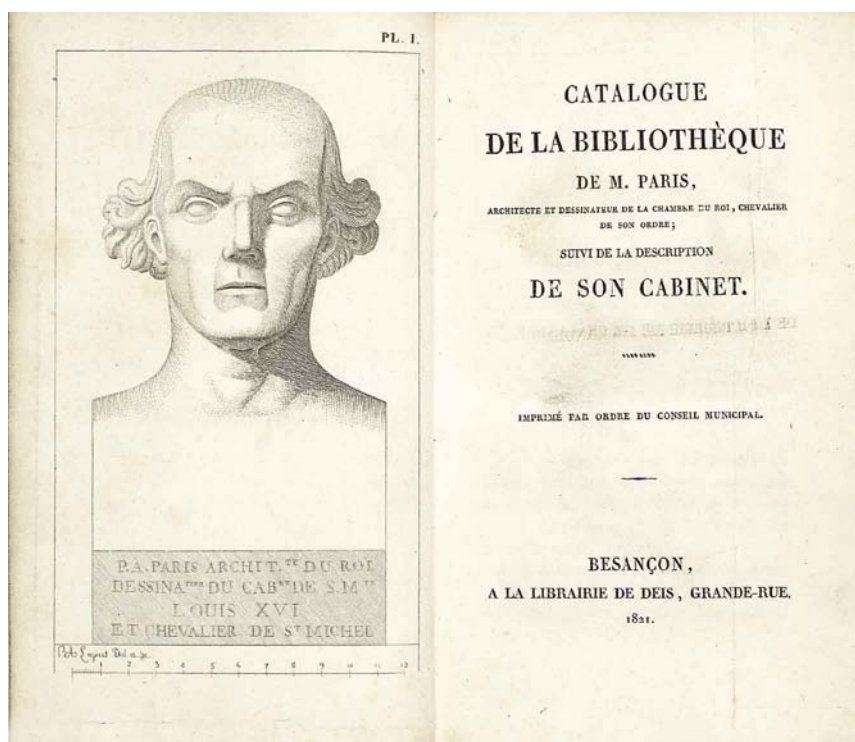 PL. I.
P. A. PARIS ARCHIT.TE DU ROI
DESSINA.TEUR DU CAB.ET DE S. M.TE
LOUIS XVI
ET CHEVALIER DE ST MICHEL
1 2 3 4 5 6 7 8 9 10 11 12
CATALOGUE
DE LA BIBLIOTHÈQUE
DE M. PARIS,
ARCHITECTE ET DESSINATEUR DE LA CHAMBRE DU ROI, CHEVALIER
DE SON ORDRE;
SUIVI DE LA DESCRIPTION
DE SON CABINET.
IMPRIMÉ PAR ORDRE DU CONSEIL MUNICIPAL.
BESANÇON,
A LA LIBRAIRIE DE DEIS, GRANDE-RUE.
1821.